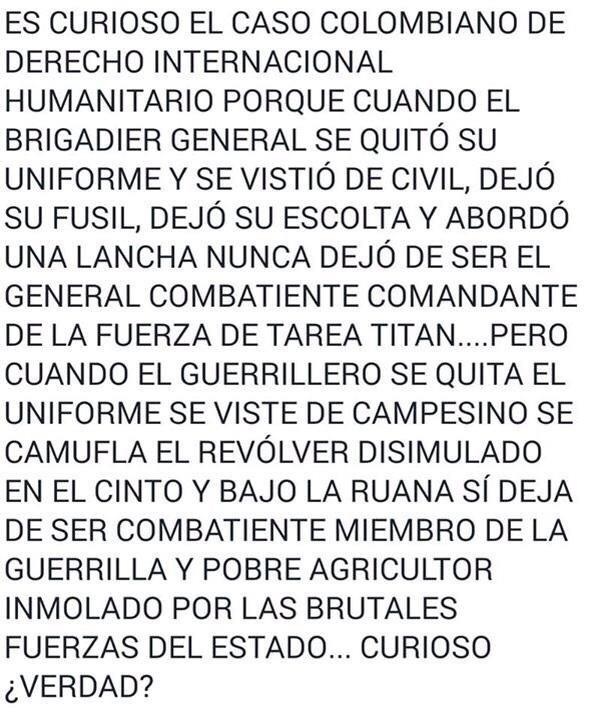 ES CURIOSO EL CASO COLOMBIANO DE
DERECHO INTERNACIONAL
HUMANITARIO PORQUE CUANDO EL
BRIGADIER GENERAL SE QUITÓ SU
UNIFORME Y SE VISTIÓ DE CIVIL, DEJÓ
SU FUSIL, DEJÓ SU ESCOLTA Y ABORDÓ
UNA LANCHA NUNCA DEJÓ DE SER EL
GENERAL COMBATIENTE COMANDANTE
DE LA FUERZA DE TAREA TITAN....PERO
CUANDO EL GUERRILLERO SE QUITA EL
UNIFORME SE VISTE DE CAMPESINO SE
CAMUFLA EL REVÓLVER DISIMULADO
EN EL CINTO Y BAJO LA RUANA SÍ DEJA
DE SER COMBATIENTE MIEMBRO DE LA
GUERRILLA Y POBRE AGRICULTOR
INMOLADO POR LAS BRUTALES
FUERZAS DEL ESTADO... CURIOSO
¿VERDAD?